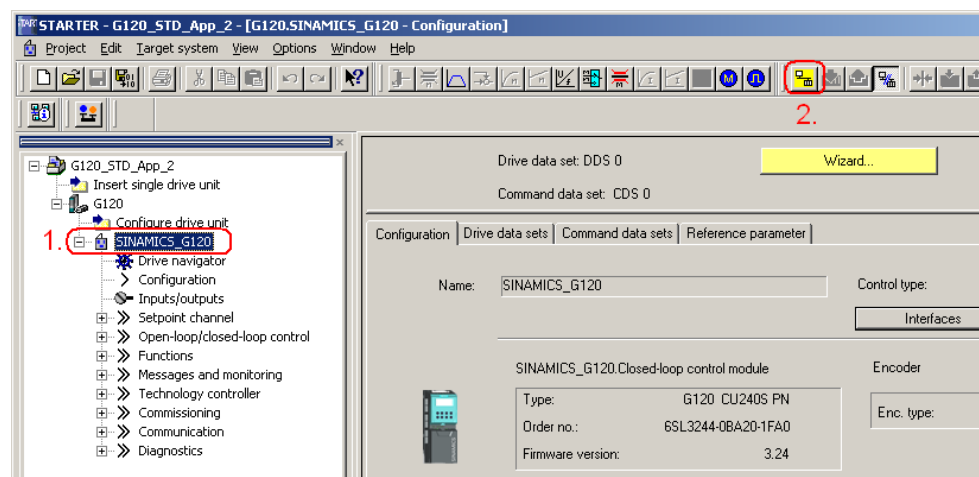 STARTER - G120_STD_App_2 - [G120.SINAMICS_G120 - Configuration]
Project Edit Target system View Options Window Help
2.
G120_STD_App_2
Insert single drive unit
G120
Configure drive unit
1.
SINAMICS_G120
Drive navigator
Configuration
Inputs/outputs
Setpoint channel
Open-loop/closed-loop control
Functions
Messages and monitoring
Technology controller
Commissioning
Communication
Diagnostics
Drive data set: DDS 0
Wizard...
Command data set: CDS 0
Configuration Drive data sets Command data sets Reference parameter
Name: SINAMICS_G120 Control type:
Interfaces
SINAMICS_G120.Closed-loop control module Encoder
Type: G120 CU240S PN
Enc. type:
Order no.: 6SL3244-0BA20-1FA0
Firmware version: 3.24